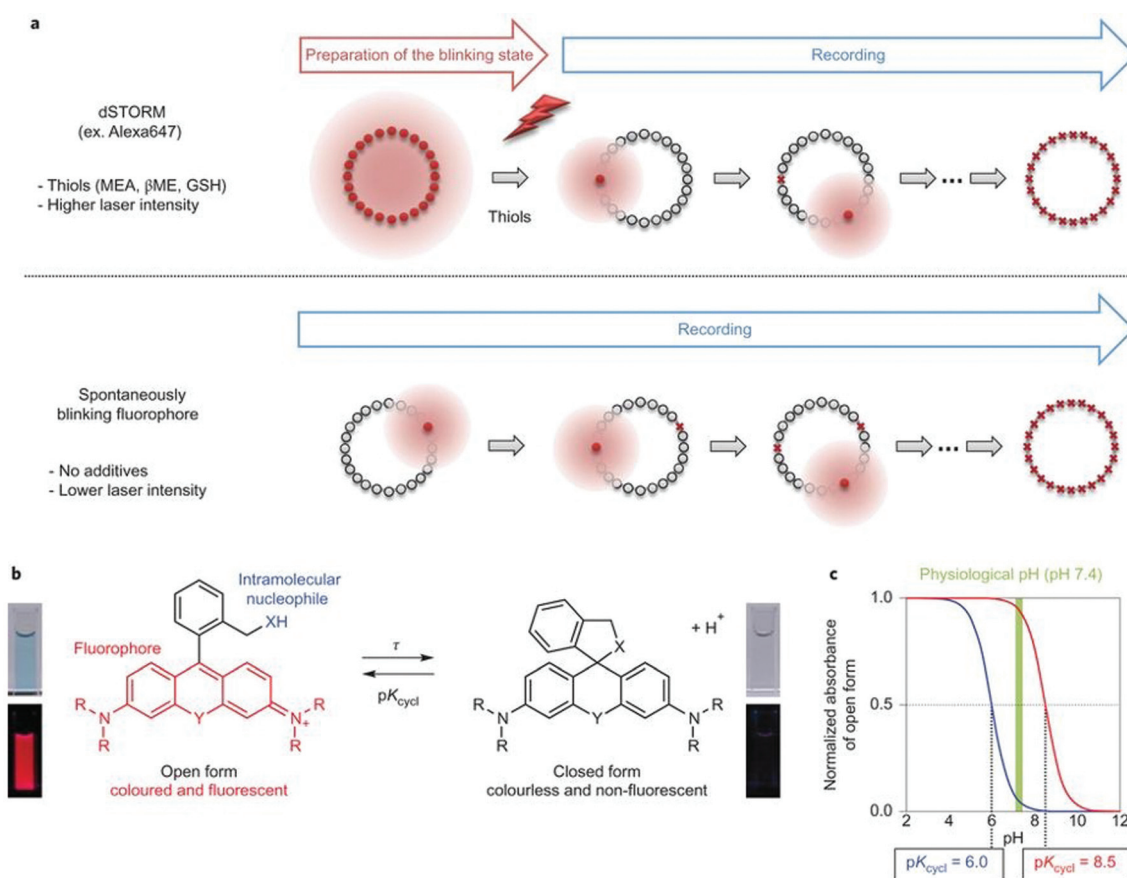 a
Preparation of the blinking state
Recording
dSTORM
(ex. Alexa647)
- Thiols (MEA, βME, GSH)
- Higher laser intensity
Thiols
...
Recording
Spontaneously
blinking fluorophore
- No additives
- Lower laser intensity
...
b
Intramolecular
nucleophile
XH
Fluorophore
R
N
R
Y
N+
R
R
Open form
coloured and fluorescent
τ
pKcycl
X
+ H+
R
N
R
Y
N
R
R
Closed form
colourless and non-fluorescent
c
Physiological pH (pH 7.4)
Normalized absorbance
of open form
1.0
0.5
0.0
2 4 6 8 10 12
pH
pKcycl = 6.0
pKcycl = 8.5